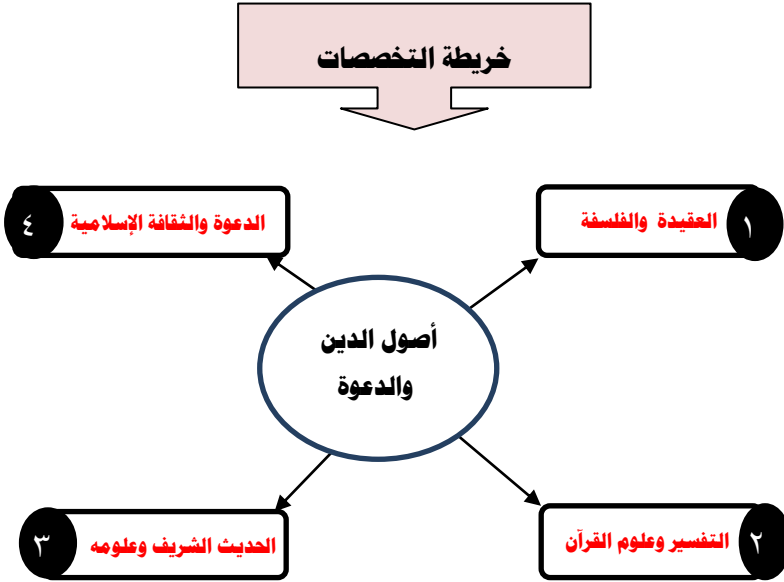 خريطة التخصصات
١ العقيدة والفلسفة
الدعوة والثقافة الإسلامية ٤
أصول الدين
والدعوة
٢ التفسير وعلوم القرآن
الحديث الشريف وعلومه ٣